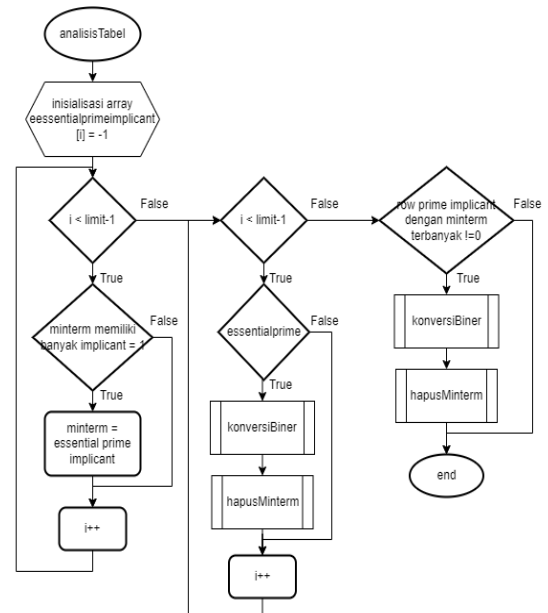 analisisTabel
inisialisasi array
eessentialprimeimplicant
[i] = -1
i < limit-1
False
True
minterm memiliki
banyak implicant = 1
False
True
minterm =
essential prime
implicant
i++
i < limit-1
False
True
essentialprime
False
True
konversiBiner
hapusMinterm
i++
row prime implicant
dengan minterm
terbanyak !=0
False
True
konversiBiner
hapusMinterm
end